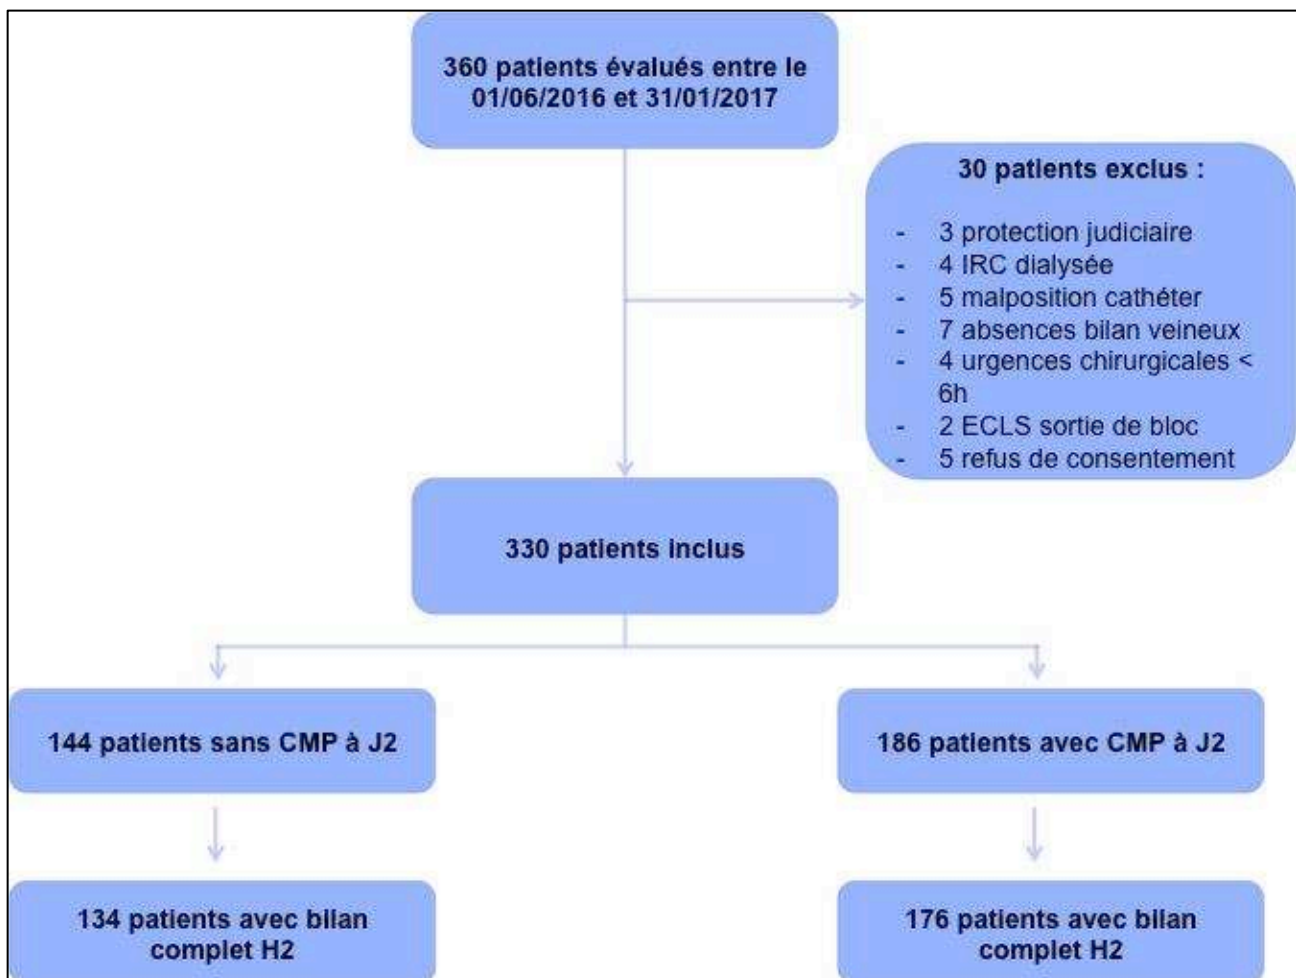 360 patients évalués entre le
01/06/2016 et 31/01/2017
30 patients exclus :
- 3 protection judiciaire
- 4 IRC dialysée
- 5 malposition cathéter
- 7 absences bilan veineux
- 4 urgences chirurgicales <
6h
- 2 ECLS sortie de bloc
- 5 refus de consentement
330 patients inclus
144 patients sans CMP à J2
186 patients avec CMP à J2
134 patients avec bilan
complet H2
176 patients avec bilan
complet H2